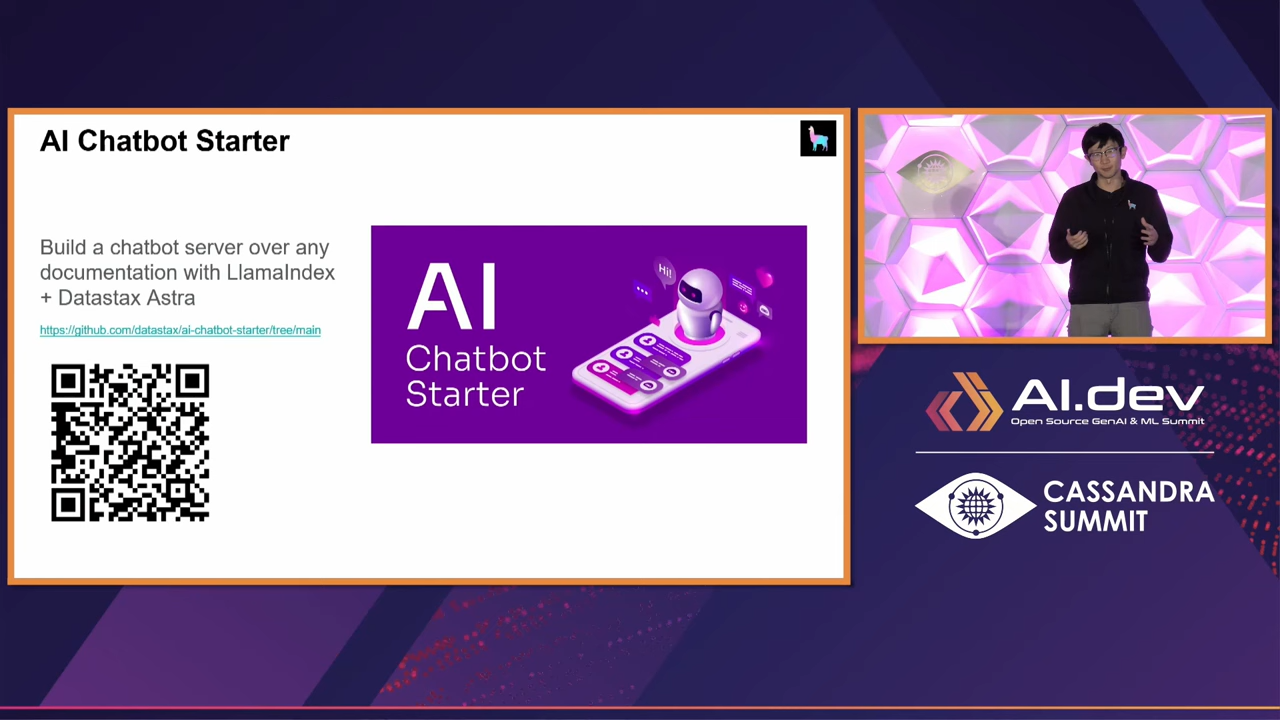 AI Chatbot Starter
Build a chatbot server over any
documentation with LlamaIndex
+ Datastax Astra
https://github.com/datastax/ai-chatbot-starter/tree/main
AI
Chatbot
Starter
Hi!
AI.dev
Open Source GenAI & ML Summit
CASSANDRA
SUMMIT